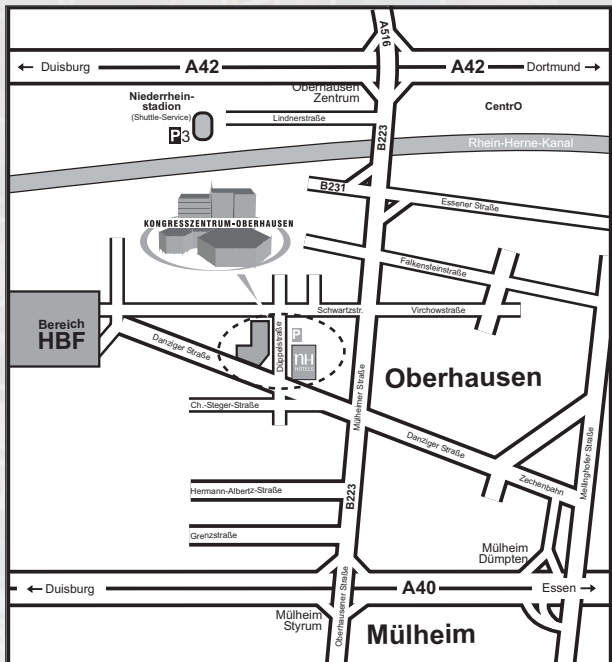 A516
← Duisburg
A42
A42
Dortmund →
Oberhausen
Zentrum
Niederrhein-
stadion
(Shuttle-Service)
P3
CentrO
Lindnerstraße
B223
Rhein-Herne-Kanal
B231
Essener Straße
KONGRESSZENTRUM-OBERHAUSEN
Falkensteinstraße
Schwartzstr.
Virchowstraße
Bereich
HBF
Danziger Straße
Düppelstraße
P
nH
HOTELS
Mülheimer Straße
Oberhausen
Ch.-Steger-Straße
Danziger Straße
Mellinghofer Straße
Zechenbahn
Hermann-Albertz-Straße
B223
Grenzstraße
Mülheim
Dümpten
← Duisburg
A40
Essen →
Mülheim
Styrum
Oberhausener Straße
Mülheim